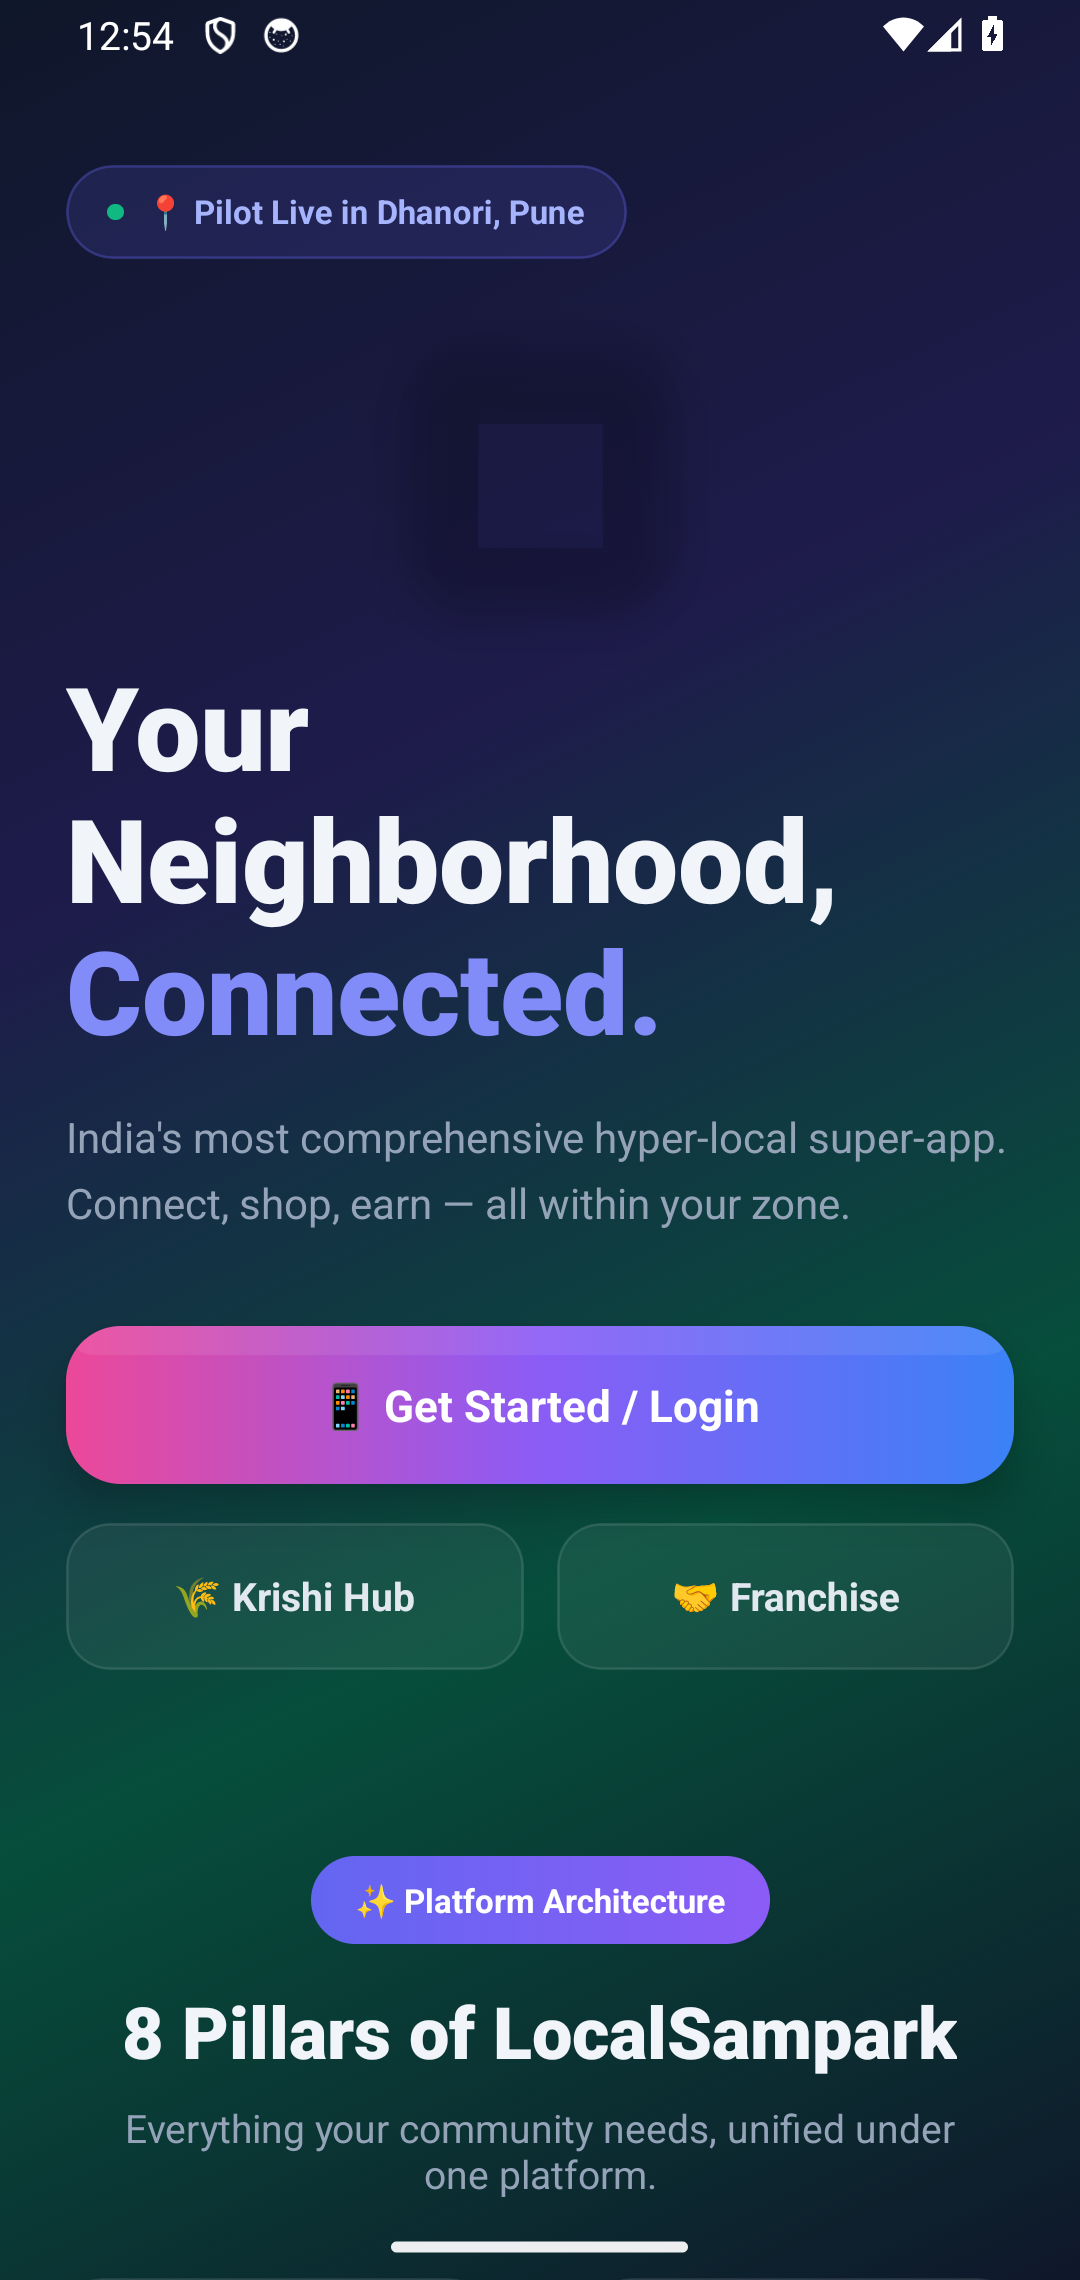 12:54
📍 Pilot Live in Dhanori, Pune
Your
Neighborhood,
Connected.
India's most comprehensive hyper-local super-app.
Connect, shop, earn — all within your zone.
📱 Get Started / Login
🌾 Krishi Hub
🤝 Franchise
✨ Platform Architecture
8 Pillars of LocalSampark
Everything your community needs, unified under
one platform.